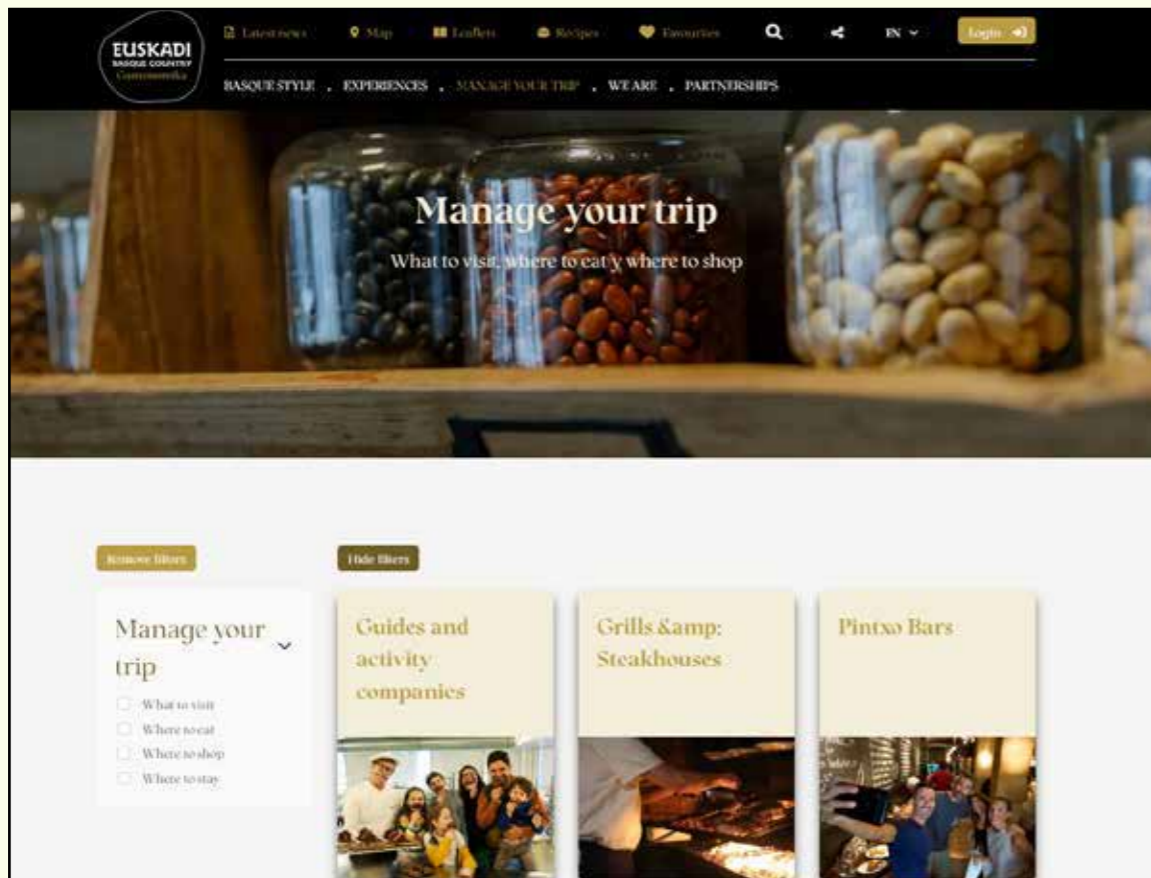 EUSKADI
BASQUE COUNTRY
Gastronomika
Latest news
Map
Leaflets
Recipes
Favourites
EN
Login
BASQUE STYLE . EXPERIENCES . MANAGE YOUR TRIP . WE ARE . PARTNERSHIPS
Manage your trip
What to visit, where to eat y where to shop
Remove filters
Hide filters
Manage your
trip
What to visit
Where to eat
Where to shop
Where to stay
Guides and
activity
companies
Grills &amp;
Steakhouses
Pintxo Bars